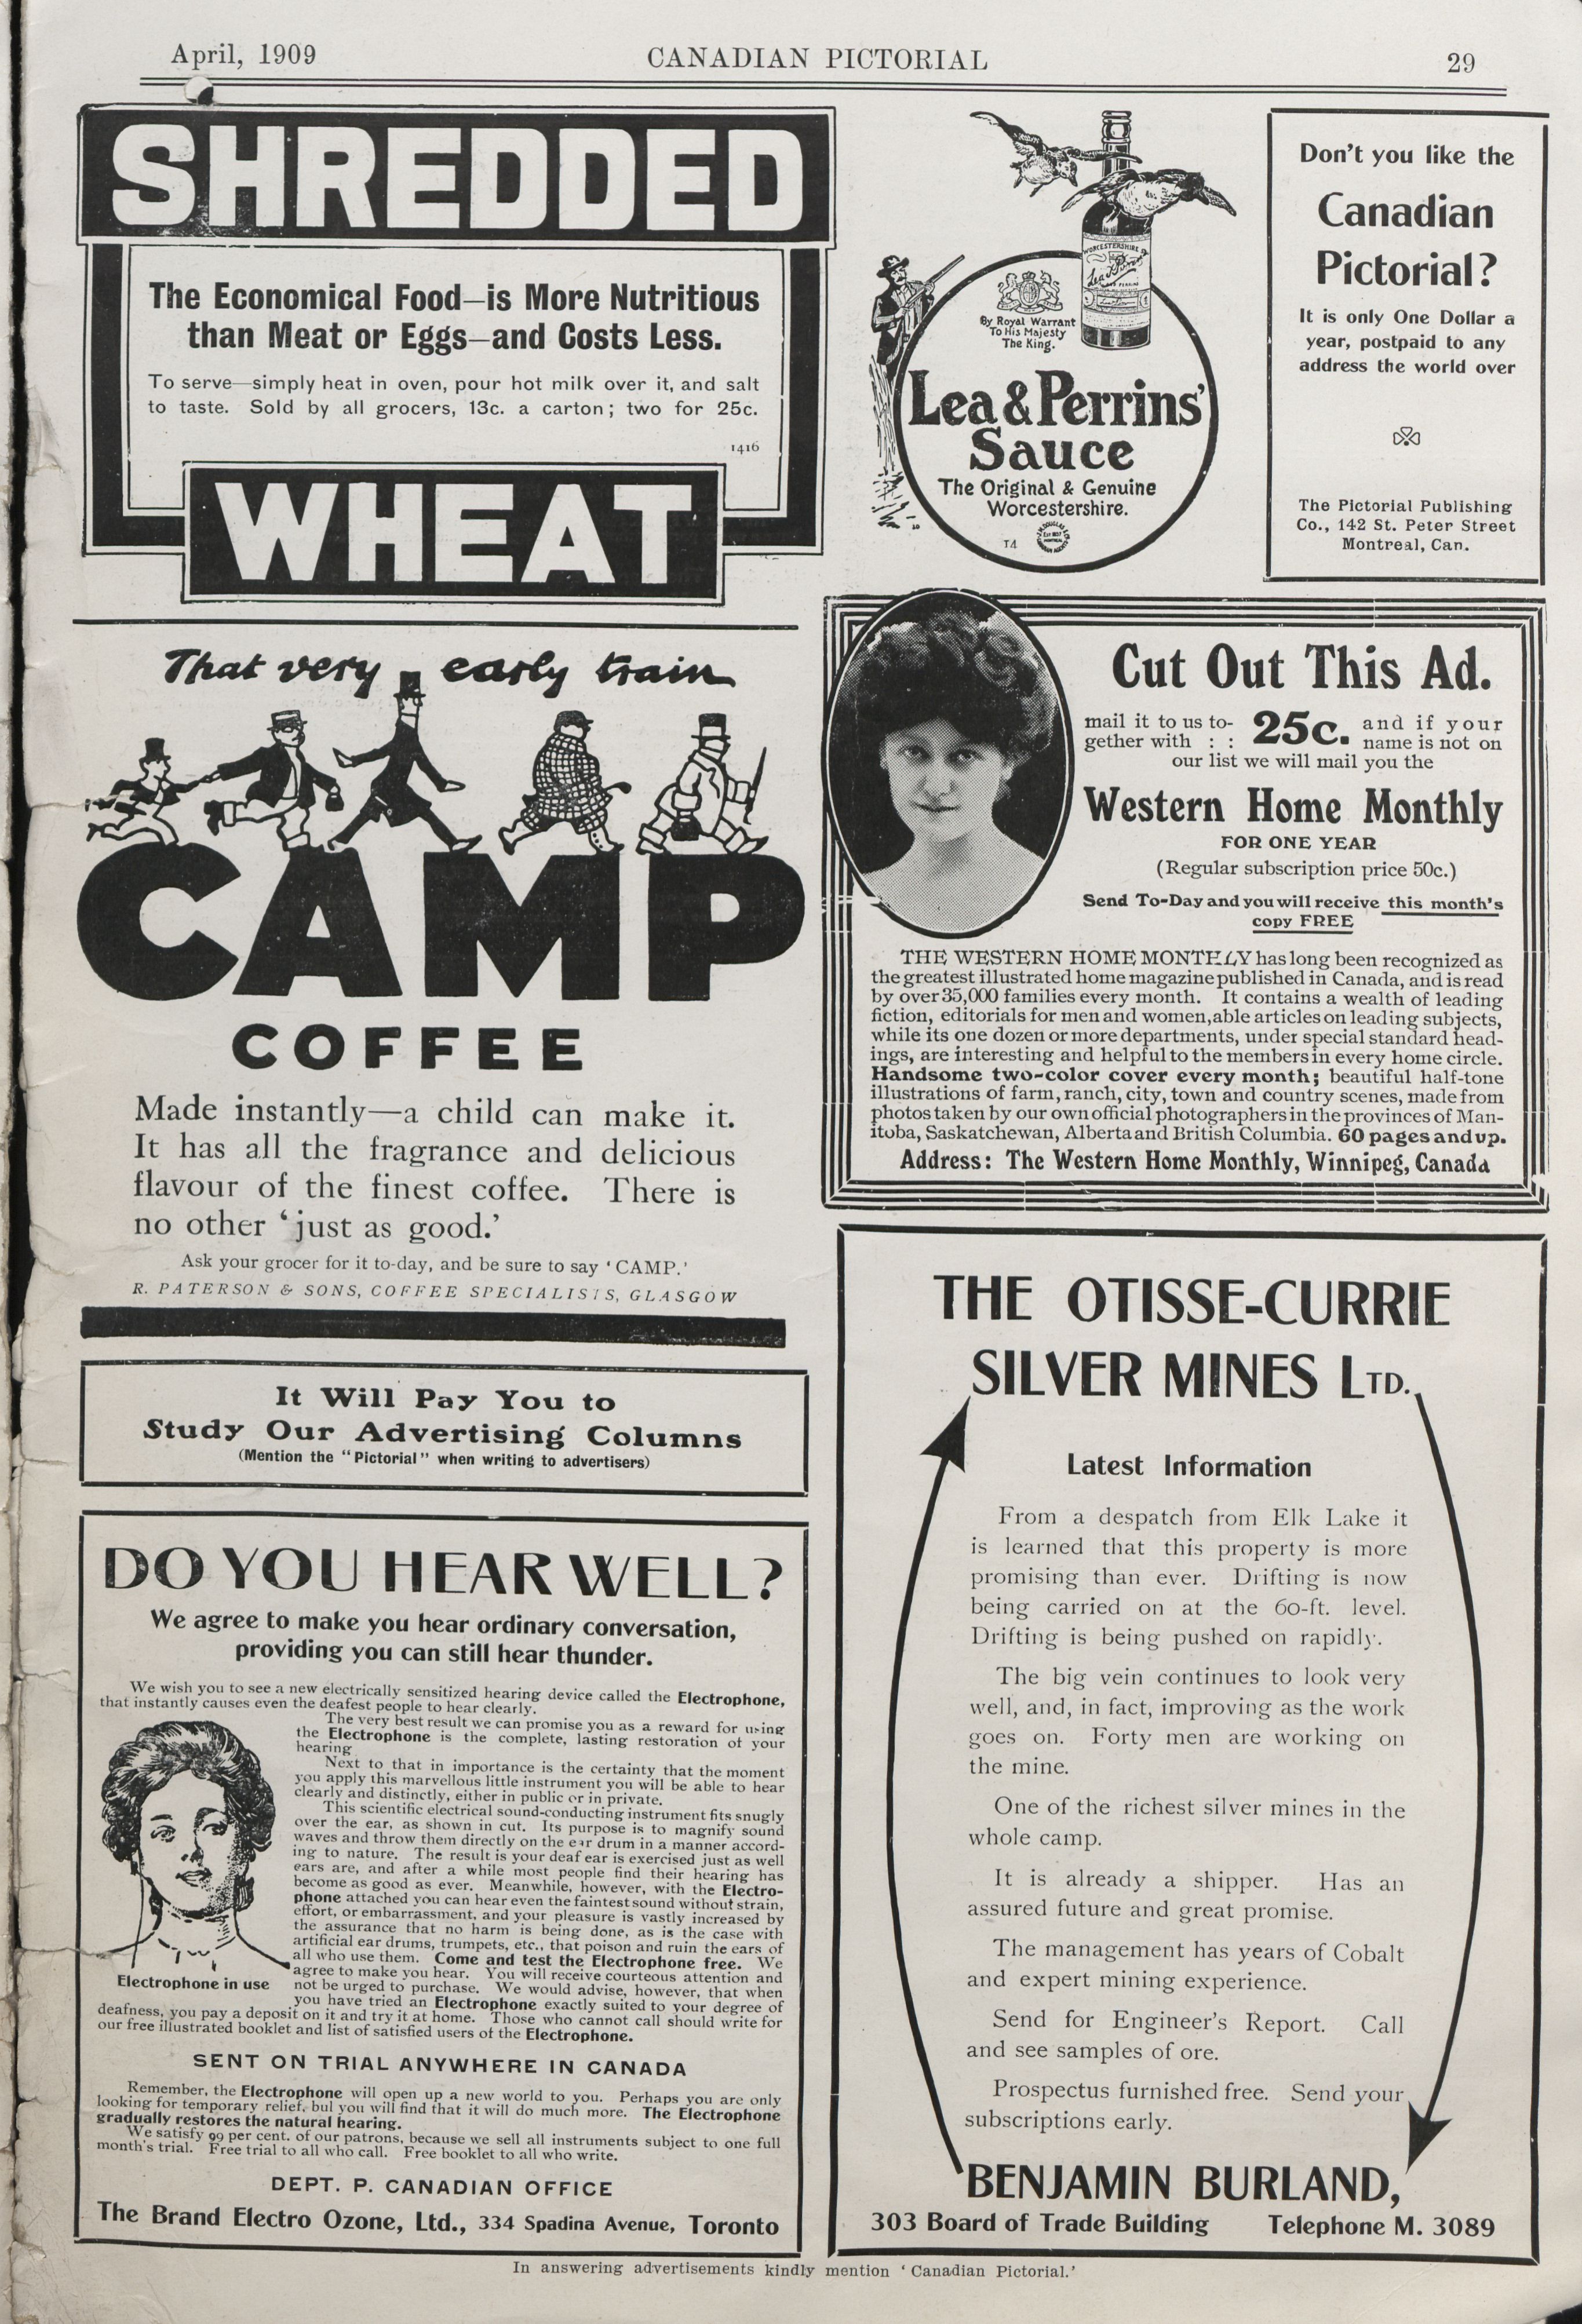 April, 1909
CANADIAN PICTORIAL
29
SHREDDED
The Economical Food—is More Nutritious
than Meat or Eggs—and Costs Less.
To serve—simply heat in oven, pour hot milk over it, and salt
to taste. Sold by all grocers, 13c. a carton; two for 25c.
1416
WHEAT
WORCESTERSHIRE
Lea & Perrins
By Royal Warrant
To His Majesty
The King.
Lea & Perrins'
Sauce
The Original & Genuine
Worcestershire.
T4
Don't you like the
Canadian
Pictorial?
It is only One Dollar a
year, postpaid to any
address the world over
The Pictorial Publishing
Co., 142 St. Peter Street
Montreal, Can.
That very early train
CAMP
COFFEE
Made instantly—a child can make it.
It has all the fragrance and delicious
flavour of the finest coffee. There is
no other 'just as good.'
Ask your grocer for it to-day, and be sure to say 'CAMP.'
R. PATERSON & SONS, COFFEE SPECIALISTS, GLASGOW
Cut Out This Ad.
mail it to us to-
gether with : :
25c.
and if your
name is not on
our list we will mail you the
Western Home Monthly
FOR ONE YEAR
(Regular subscription price 50c.)
Send To-Day and you will receive this month's
copy FREE
THE WESTERN HOME MONTHLY has long been recognized as
the greatest illustrated home magazine published in Canada, and is read
by over 35,000 families every month. It contains a wealth of leading
fiction, editorials for men and women, able articles on leading subjects,
while its one dozen or more departments, under special standard head-
ings, are interesting and helpful to the members in every home circle.
Handsome two-color cover every month; beautiful half-tone
illustrations of farm, ranch, city, town and country scenes, made from
photos taken by our own official photographers in the provinces of Man-
itoba, Saskatchewan, Alberta and British Columbia. 60 pages and up.
Address: The Western Home Monthly, Winnipeg, Canada
It Will Pay You to
Study Our Advertising Columns
(Mention the "Pictorial" when writing to advertisers)
DO YOU HEAR WELL?
We agree to make you hear ordinary conversation,
providing you can still hear thunder.
We wish you to see a new electrically sensitized hearing device called the Electrophone,
that instantly causes even the deafest people to hear clearly.
The very best result we can promise you as a reward for using
the Electrophone is the complete, lasting restoration of your
hearing
Next to that in importance is the certainty that the moment
you apply this marvellous little instrument you will be able to hear
clearly and distinctly, either in public or in private.
This scientific electrical sound-conducting instrument fits snugly
over the ear, as shown in cut. Its purpose is to magnify sound
waves and throw them directly on the ear drum in a manner accord-
ing to nature. The result is your deaf ear is exercised just as well
ears are, and after a while most people find their hearing has
become as good as ever. Meanwhile, however, with the Electro-
phone attached you can hear even the faintest sound without strain,
effort, or embarrassment, and your pleasure is vastly increased by
the assurance that no harm is being done, as is the case with
artificial ear drums, trumpets, etc., that poison and ruin the ears of
all who use them. Come and test the Electrophone free. We
agree to make you hear. You will receive courteous attention and
not be urged to purchase. We would advise, however, that when
you have tried an Electrophone exactly suited to your degree of
deafness, you pay a deposit on it and try it at home. Those who cannot call should write for
our free illustrated booklet and list of satisfied users of the Electrophone.
Electrophone in use
SENT ON TRIAL ANYWHERE IN CANADA
Remember, the Electrophone will open up a new world to you. Perhaps you are only
looking for temporary relief, bul you will find that it will do much more. The Electrophone
gradually restores the natural hearing.
We satisfy 99 per cent. of our patrons, because we sell all instruments subject to one full
month's trial. Free trial to all who call. Free booklet to all who write.
DEPT. P. CANADIAN OFFICE
The Brand Electro Ozone, Ltd., 334 Spadina Avenue, Toronto
THE OTISSE-CURRIE
SILVER MINES LTD.
Latest Information
From a despatch from Elk Lake it
is learned that this property is more
promising than ever. Drifting is now
being carried on at the 60-ft. level.
Drifting is being pushed on rapidly.
The big vein continues to look very
well, and, in fact, improving as the work
goes on. Forty men are working on
the mine.
One of the richest silver mines in the
whole camp.
It is already a shipper. Has an
assured future and great promise.
The management has years of Cobalt
and expert mining experience.
Send for Engineer's Report. Call
and see samples of ore.
Prospectus furnished free. Send your
subscriptions early.
BENJAMIN BURLAND,
303 Board of Trade Building Telephone M. 3089
In answering advertisements kindly mention 'Canadian Pictorial.'